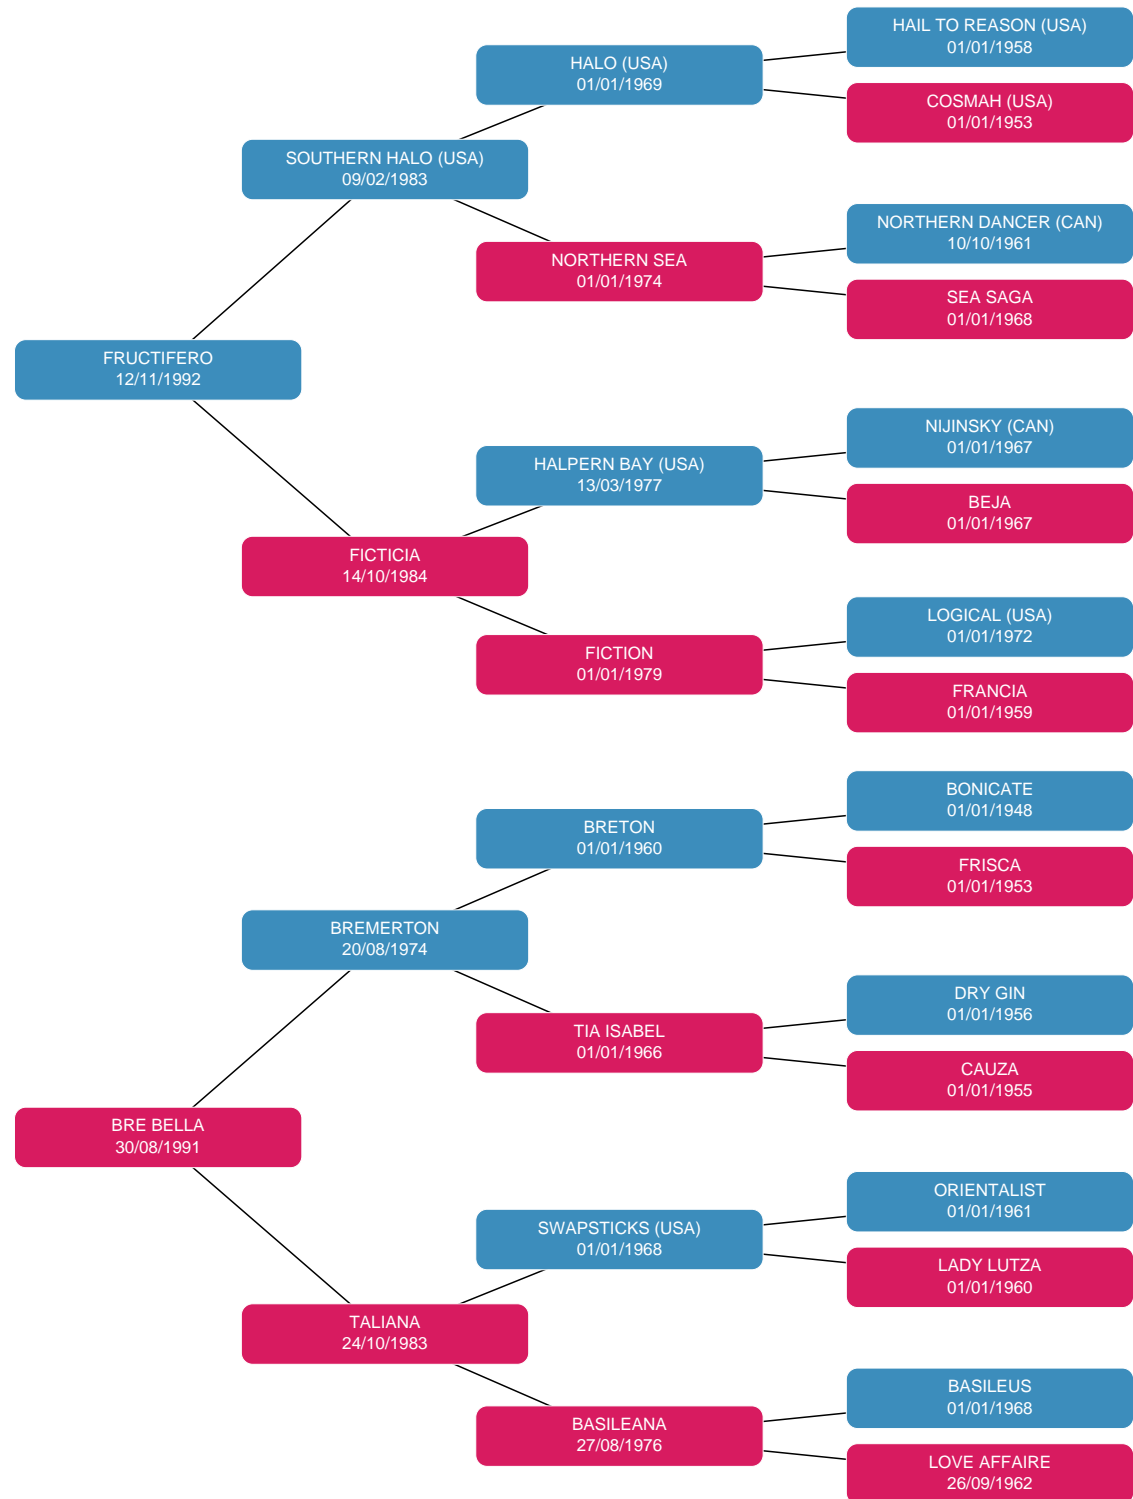 HAIL TO REASON (USA)
01/01/1958
HALO (USA)
01/01/1969
COSMAH (USA)
01/01/1953
SOUTHERN HALO (USA)
09/02/1983
NORTHERN DANCER (CAN)
10/10/1961
NORTHERN SEA
01/01/1974
SEA SAGA
01/01/1968
FRUCTIFERO
12/11/1992
NIJINSKY (CAN)
01/01/1967
HALPERN BAY (USA)
13/03/1977
BEJA
01/01/1967
FICTICIA
14/10/1984
LOGICAL (USA)
01/01/1972
FICTION
01/01/1979
FRANCIA
01/01/1959
BONICATE
01/01/1948
BRETON
01/01/1960
FRISCA
01/01/1953
BREMERTON
20/08/1974
DRY GIN
01/01/1956
TIA ISABEL
01/01/1966
CAUZA
01/01/1955
BRE BELLA
30/08/1991
ORIENTALIST
01/01/1961
SWAPSTICKS (USA)
01/01/1968
LADY LUTZA
01/01/1960
TALIANA
24/10/1983
BASILEUS
01/01/1968
BASILEANA
27/08/1976
LOVE AFFAIRE
26/09/1962